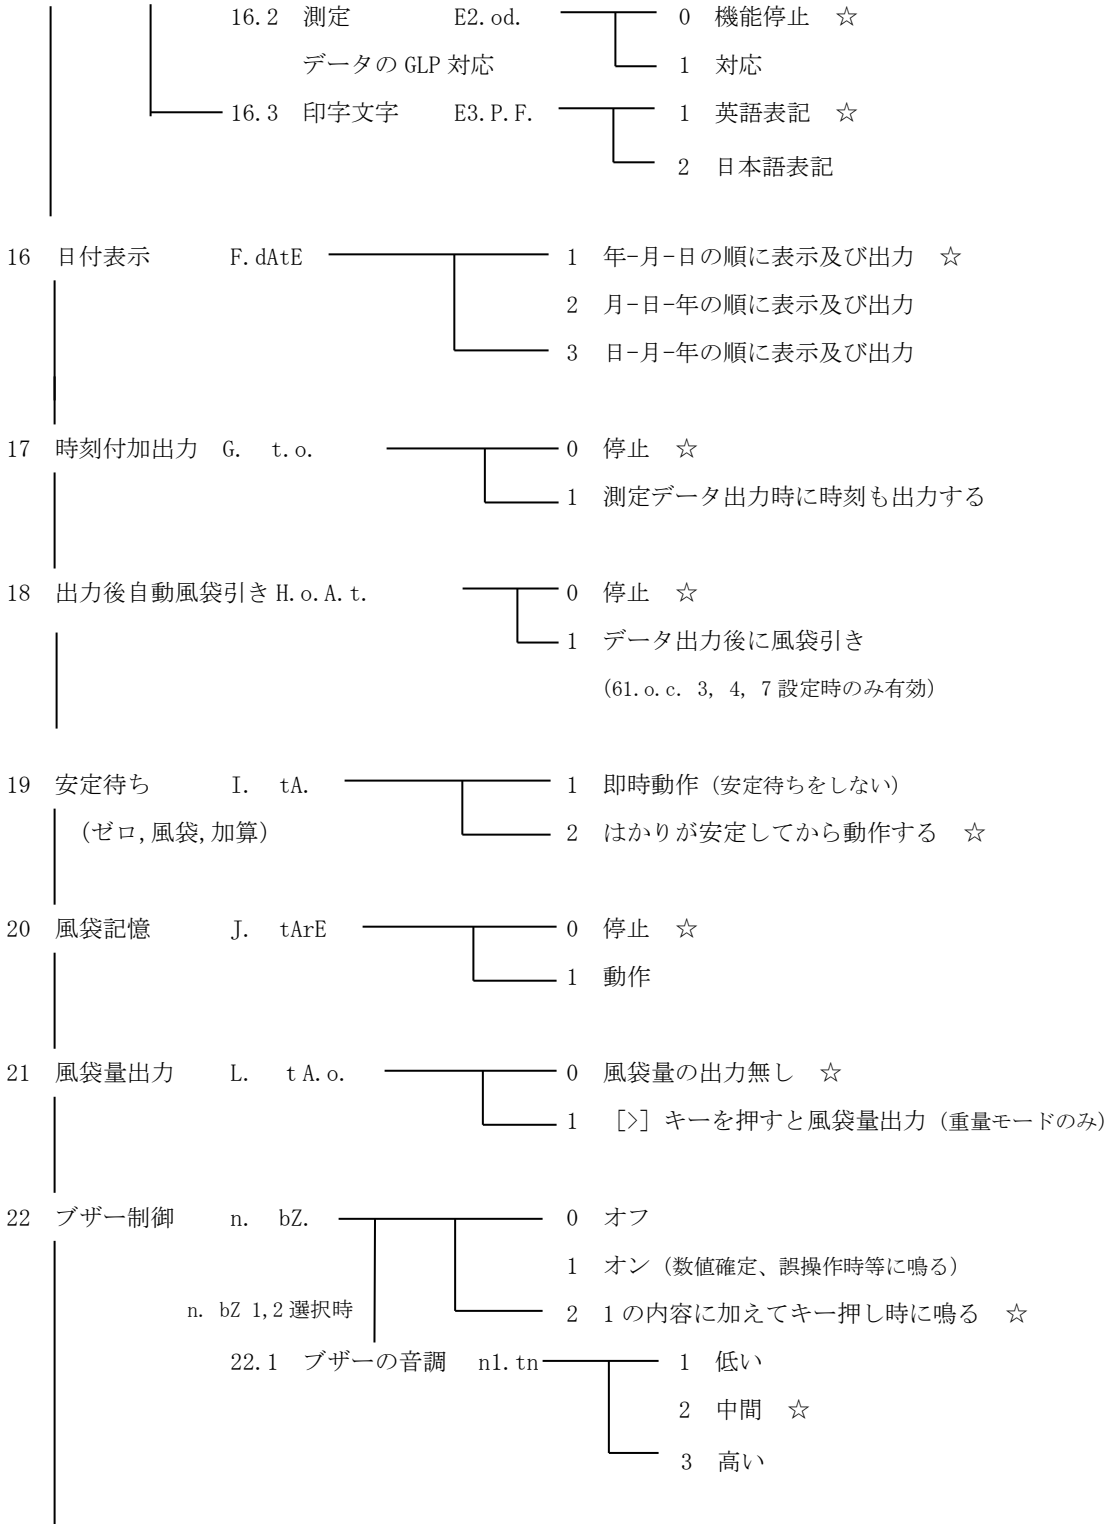 16.2 測定 E2.od. 0 機能停止 ☆
データの GLP 対応 1 対応
16.3 印字文字 E3.P.F. 1 英語表記 ☆
2 日本語表記
16 日付表示 F.dAtE 1 年-月-日の順に表示及び出力 ☆
2 月-日-年の順に表示及び出力
3 日-月-年の順に表示及び出力
17 時刻付加出力 G. t.o. 0 停止 ☆
1 測定データ出力時に時刻も出力する
18 出力後自動風袋引き H.o.A.t. 0 停止 ☆
1 データ出力後に風袋引き
(61.o.c. 3, 4, 7 設定時のみ有効)
19 安定待ち I. tA. 1 即時動作 (安定待ちをしない)
(ゼロ,風袋,加算) 2 はかりが安定してから動作する ☆
20 風袋記憶 J. tArE 0 停止 ☆
1 動作
21 風袋量出力 L. t A.o. 0 風袋量の出力無し ☆
1 [>] キーを押すと風袋量出力 (重量モードのみ)
22 ブザー制御 n. bZ. 0 オフ
1 オン (数値確定、誤操作時等に鳴る)
n. bZ 1,2 選択時 2 1 の内容に加えてキー押し時に鳴る ☆
22.1 ブザーの音調 n1.tn 1 低い
2 中間 ☆
3 高い